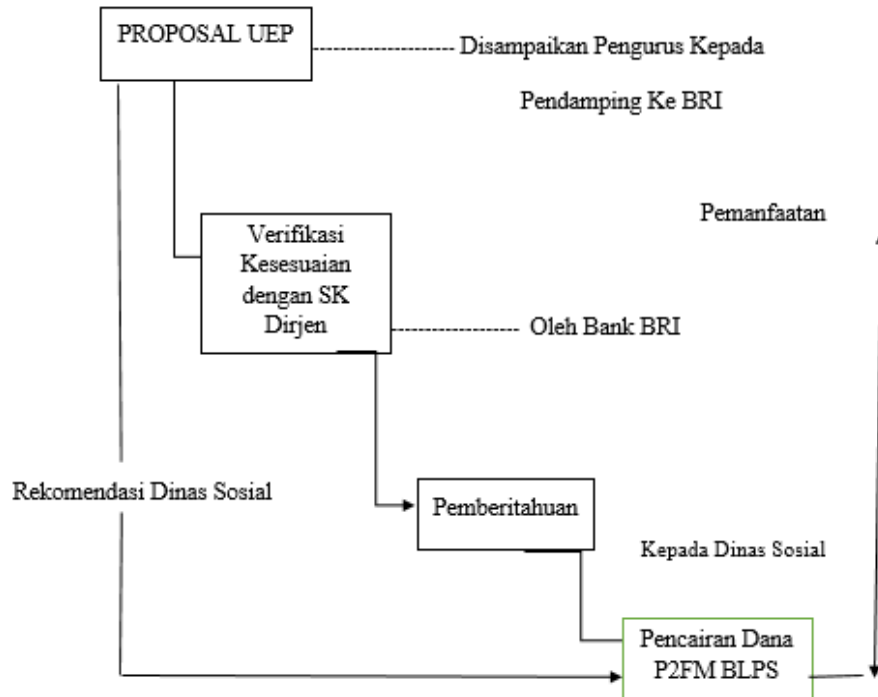 PROPOSAL UEP
Disampaikan Pengurus Kepada
Pendamping Ke BRI
Pemanfaatan
Verifikasi
Kesesuaian
dengan SK
Dirjen
Oleh Bank BRI
Rekomendasi Dinas Sosial
Pemberitahuan
Kepada Dinas Sosial
Pencairan Dana
P2FM BLPS